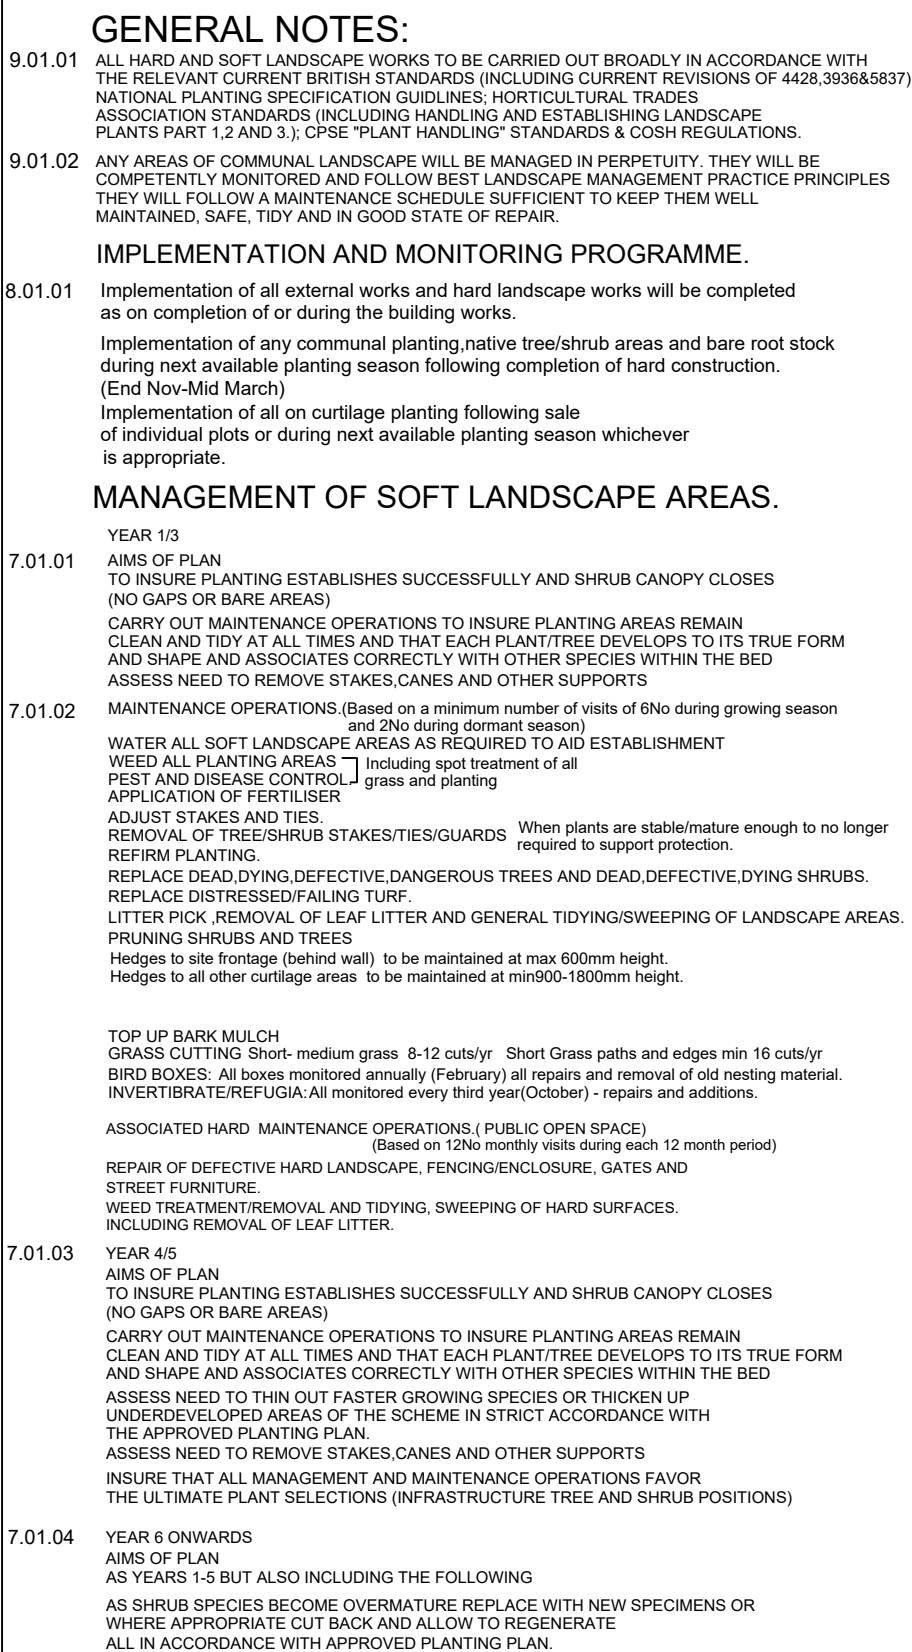 GENERAL NOTES:
9.01.01 ALL HARD AND SOFT LANDSCAPE WORKS TO BE CARRIED OUT BROADLY IN ACCORDANCE WITH
THE RELEVANT CURRENT BRITISH STANDARDS (INCLUDING CURRENT REVISIONS OF 4428,3936&5837)
NATIONAL PLANTING SPECIFICATION GUIDLINES; HORTICULTURAL TRADES
ASSOCIATION STANDARDS (INCLUDING HANDLING AND ESTABLISHING LANDSCAPE
PLANTS PART 1,2 AND 3.); CPSE "PLANT HANDLING" STANDARDS & COSH REGULATIONS.
9.01.02 ANY AREAS OF COMMUNAL LANDSCAPE WILL BE MANAGED IN PERPETUITY. THEY WILL BE
COMPETENTLY MONITORED AND FOLLOW BEST LANDSCAPE MANAGEMENT PRACTICE PRINCIPLES
THEY WILL FOLLOW A MAINTENANCE SCHEDULE SUFFICIENT TO KEEP THEM WELL
MAINTAINED, SAFE, TIDY AND IN GOOD STATE OF REPAIR.
IMPLEMENTATION AND MONITORING PROGRAMME.
8.01.01 Implementation of all external works and hard landscape works will be completed
as on completion of or during the building works.
Implementation of any communal planting,native tree/shrub areas and bare root stock
during next available planting season following completion of hard construction.
(End Nov-Mid March)
Implementation of all on curtilage planting following sale
of individual plots or during next available planting season whichever
is appropriate.
MANAGEMENT OF SOFT LANDSCAPE AREAS.
YEAR 1/3
7.01.01 AIMS OF PLAN
TO INSURE PLANTING ESTABLISHES SUCCESSFULLY AND SHRUB CANOPY CLOSES
(NO GAPS OR BARE AREAS)
CARRY OUT MAINTENANCE OPERATIONS TO INSURE PLANTING AREAS REMAIN
CLEAN AND TIDY AT ALL TIMES AND THAT EACH PLANT/TREE DEVELOPS TO ITS TRUE FORM
AND SHAPE AND ASSOCIATES CORRECTLY WITH OTHER SPECIES WITHIN THE BED
ASSESS NEED TO REMOVE STAKES,CANES AND OTHER SUPPORTS
7.01.02 MAINTENANCE OPERATIONS.(Based on a minimum number of visits of 6No during growing season
and 2No during dormant season)
WATER ALL SOFT LANDSCAPE AREAS AS REQUIRED TO AID ESTABLISHMENT
WEED ALL PLANTING AREAS Including spot treatment of all
PEST AND DISEASE CONTROL. grass and planting
APPLICATION OF FERTILISER
ADJUST STAKES AND TIES.
REMOVAL OF TREE/SHRUB STAKES/TIES/GUARDS When plants are stable/mature enough to no longer
required to support protection.
REFIRM PLANTING.
REPLACE DEAD,DYING,DEFECTIVE,DANGEROUS TREES AND DEAD,DEFECTIVE,DYING SHRUBS.
REPLACE DISTRESSED/FAILING TURF.
LITTER PICK ,REMOVAL OF LEAF LITTER AND GENERAL TIDYING/SWEEPING OF LANDSCAPE AREAS.
PRUNING SHRUBS AND TREES
Hedges to site frontage (behind wall) to be maintained at max 600mm height.
Hedges to all other curtilage areas to be maintained at min900-1800mm height.
TOP UP BARK MULCH
GRASS CUTTING Short- medium grass 8-12 cuts/yr Short Grass paths and edges min 16 cuts/yr
BIRD BOXES: All boxes monitored annually (February) all repairs and removal of old nesting material.
INVERTIBRATE/REFUGIA:All monitored every third year(October) - repairs and additions.
ASSOCIATED HARD MAINTENANCE OPERATIONS.( PUBLIC OPEN SPACE)
(Based on 12No monthly visits during each 12 month period)
REPAIR OF DEFECTIVE HARD LANDSCAPE, FENCING/ENCLOSURE, GATES AND
STREET FURNITURE.
WEED TREATMENT/REMOVAL AND TIDYING, SWEEPING OF HARD SURFACES.
INCLUDING REMOVAL OF LEAF LITTER.
7.01.03 YEAR 4/5
AIMS OF PLAN
TO INSURE PLANTING ESTABLISHES SUCCESSFULLY AND SHRUB CANOPY CLOSES
(NO GAPS OR BARE AREAS)
CARRY OUT MAINTENANCE OPERATIONS TO INSURE PLANTING AREAS REMAIN
CLEAN AND TIDY AT ALL TIMES AND THAT EACH PLANT/TREE DEVELOPS TO ITS TRUE FORM
AND SHAPE AND ASSOCIATES CORRECTLY WITH OTHER SPECIES WITHIN THE BED
ASSESS NEED TO THIN OUT FASTER GROWING SPECIES OR THICKEN UP
UNDERDEVELOPED AREAS OF THE SCHEME IN STRICT ACCORDANCE WITH
THE APPROVED PLANTING PLAN.
ASSESS NEED TO REMOVE STAKES,CANES AND OTHER SUPPORTS
INSURE THAT ALL MANAGEMENT AND MAINTENANCE OPERATIONS FAVOR
THE ULTIMATE PLANT SELECTIONS (INFRASTRUCTURE TREE AND SHRUB POSITIONS)
7.01.04 YEAR 6 ONWARDS
AIMS OF PLAN
AS YEARS 1-5 BUT ALSO INCLUDING THE FOLLOWING
AS SHRUB SPECIES BECOME OVERMATURE REPLACE WITH NEW SPECIMENS OR
WHERE APPROPRIATE CUT BACK AND ALLOW TO REGENERATE
ALL IN ACCORDANCE WITH APPROVED PLANTING PLAN.